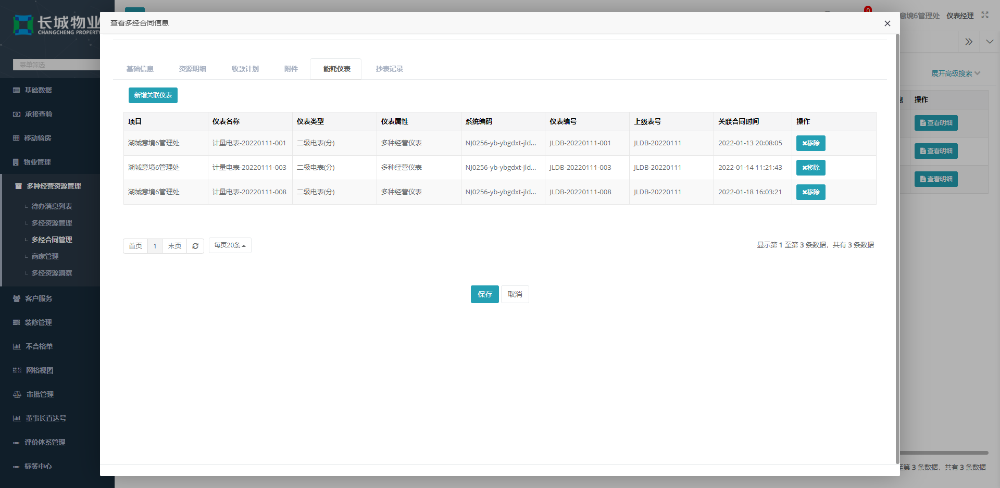 长城物业
CHANGCHENG PROPERTY
菜单筛选
基础数据
承接查验
移动验房
物业管理
多种经营资源管理
待办消息列表
多经资源管理
多经合同管理
商家管理
多经资源洞察
客户服务
装修管理
不合格单
网格视图
审批管理
董事长直达号
评价体系管理
标签中心
0
意境6管理处 仪表经理
展开高级搜索
息 操作
查看明细
查看明细
查看明细
至第 3 条数据，共有 3 条数据
查看多经合同信息
基础信息 资源明细 收款计划 附件 能耗仪表 抄表记录
新增关联仪表
项目 仪表名称 仪表类型 仪表属性 系统编码 仪表编号 上级表号 关联合同时间 操作
湖城意境6管理处 计量电表-20220111-001 二级电表(分) 多种经营仪表 NJ0256-yb-ybgdxt-jld... JLDB-20220111-001 JLDB-20220111 2022-01-13 20:08:05 移除
湖城意境6管理处 计量电表-20220111-003 二级电表(分) 多种经营仪表 NJ0256-yb-ybgdxt-jld... JLDB-20220111-003 JLDB-20220111 2022-01-14 11:21:43 移除
湖城意境6管理处 计量电表-20220111-008 二级电表(分) 多种经营仪表 NJ0256-yb-ybgdxt-jld... JLDB-20220111-008 JLDB-20220111 2022-01-18 16:03:21 移除
首页 1 末页 每页20条 显示第 1 至第 3 条数据，共有 3 条数据
保存 取消